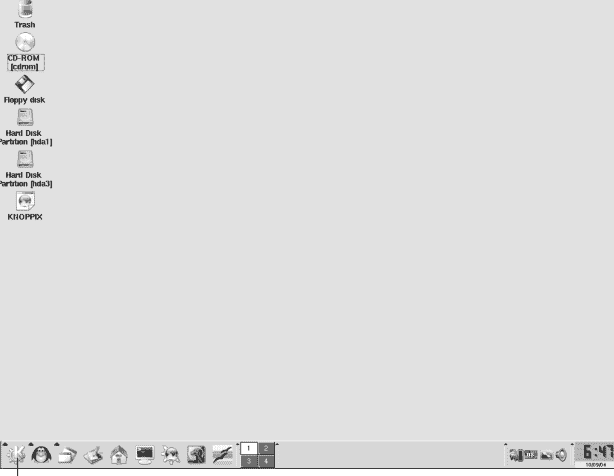 Trash
CD-ROM
[cdrom]
Floppy disk
Hard Disk
Partition [hda1]
Hard Disk
Partition [hda3]
KNOPPIX
1 2
3 4
6:47